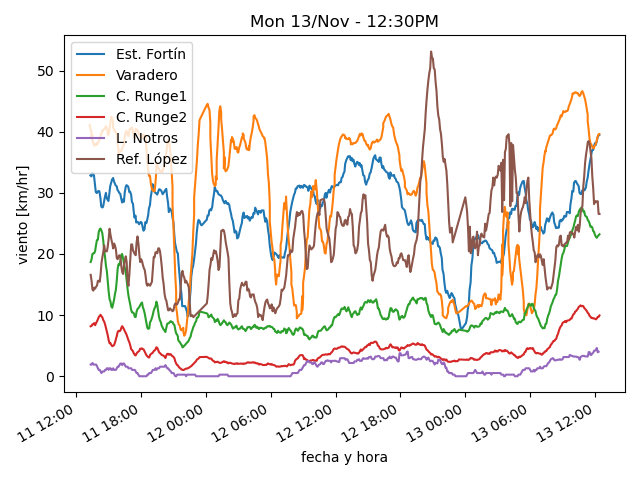 Mon 13/Nov - 12:30PM
Est. Fortín
Varadero
C. Runge1
C. Runge2
L. Notros
Ref. López
viento [km/hr]
50
40
30
20
10
0
11 12:00
11 18:00
12 00:00
12 06:00
12 12:00
12 18:00
13 00:00
13 06:00
13 12:00
fecha y hora